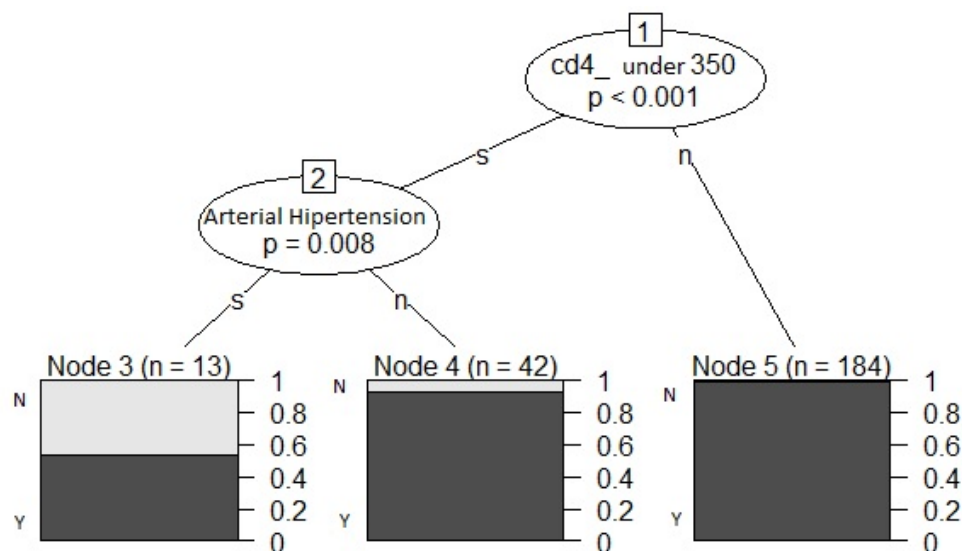 1
cd4_ under 350
p < 0.001
s
n
2
Arterial Hipertension
p = 0.008
s
n
Node 3 (n = 13)
N
Y
1
0.8
0.6
0.4
0.2
0
Node 4 (n = 42)
N
Y
1
0.8
0.6
0.4
0.2
0
Node 5 (n = 184)
N
Y
1
0.8
0.6
0.4
0.2
0